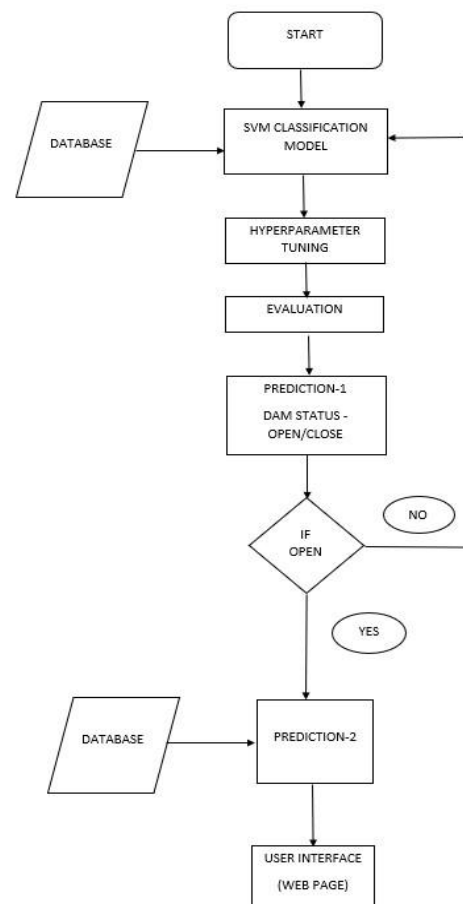 START
DATABASE
SVM CLASSIFICATION
MODEL
HYPERPARAMETER
TUNING
EVALUATION
PREDICTION-1
DAM STATUS -
OPEN/CLOSE
IF
OPEN
NO
YES
DATABASE
PREDICTION-2
USER INTERFACE
(WEB PAGE)